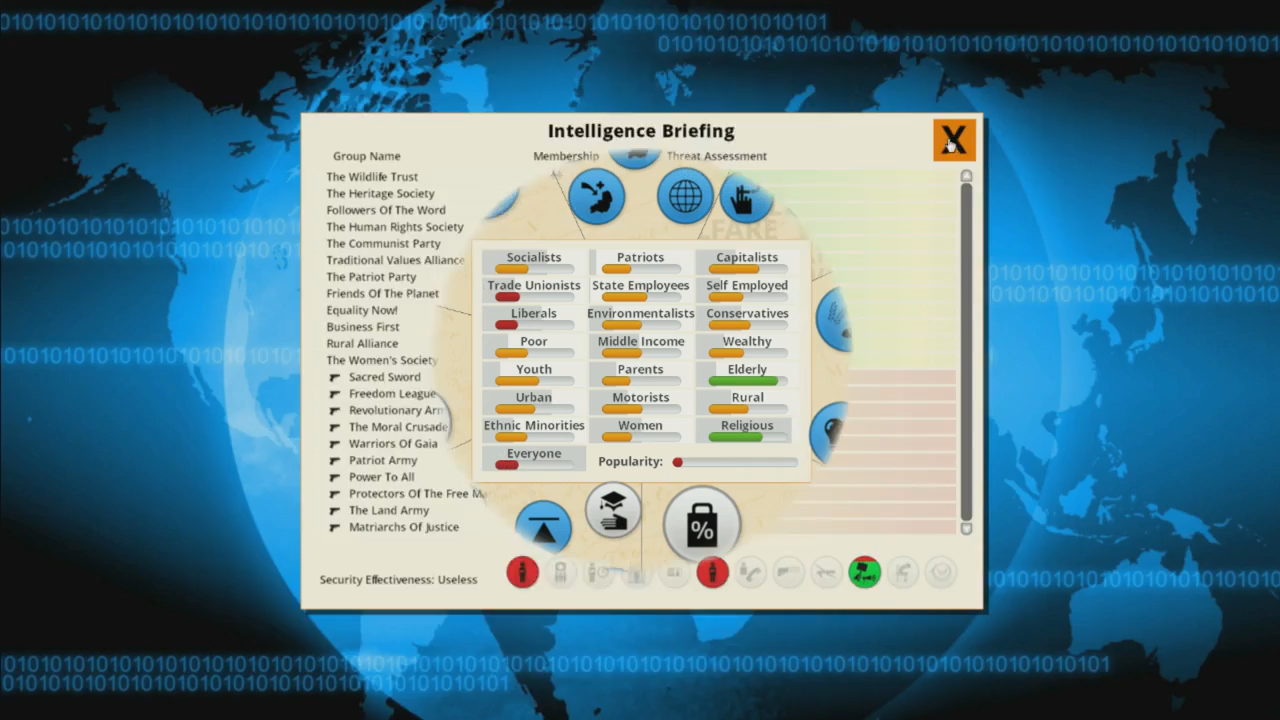 0101010101010101010101010101010101010101010101010101010101010101010101
Intelligence Briefing
X
Group Name
Membership
Threat Assessment
The Wildlife Trust
The Heritage Society
Followers Of The Word
The Human Rights Society
The Communist Party
Traditional Values Alliance
The Patriot Party
Friends Of The Planet
Equality Now!
Business First
Rural Alliance
The Women's Society
Sacred Sword
Freedom League
Revolutionary
The Moral Crusade
Warriors Of Gaia
Patriot Army
Power To All
Protectors Of The Free
The Land Army
Matriarchs Of Justice
LFARE
Socialists
Patriots
Capitalists
Trade Unionists
State Employees
Self Employed
Liberals
Environmentalists
Conservatives
Poor
Middle Income
Wealthy
Youth
Parents
Elderly
Urban
Motorists
Rural
Ethnic Minorities
Women
Religious
Everyone
Popularity:
%
Security Effectiveness: Useless